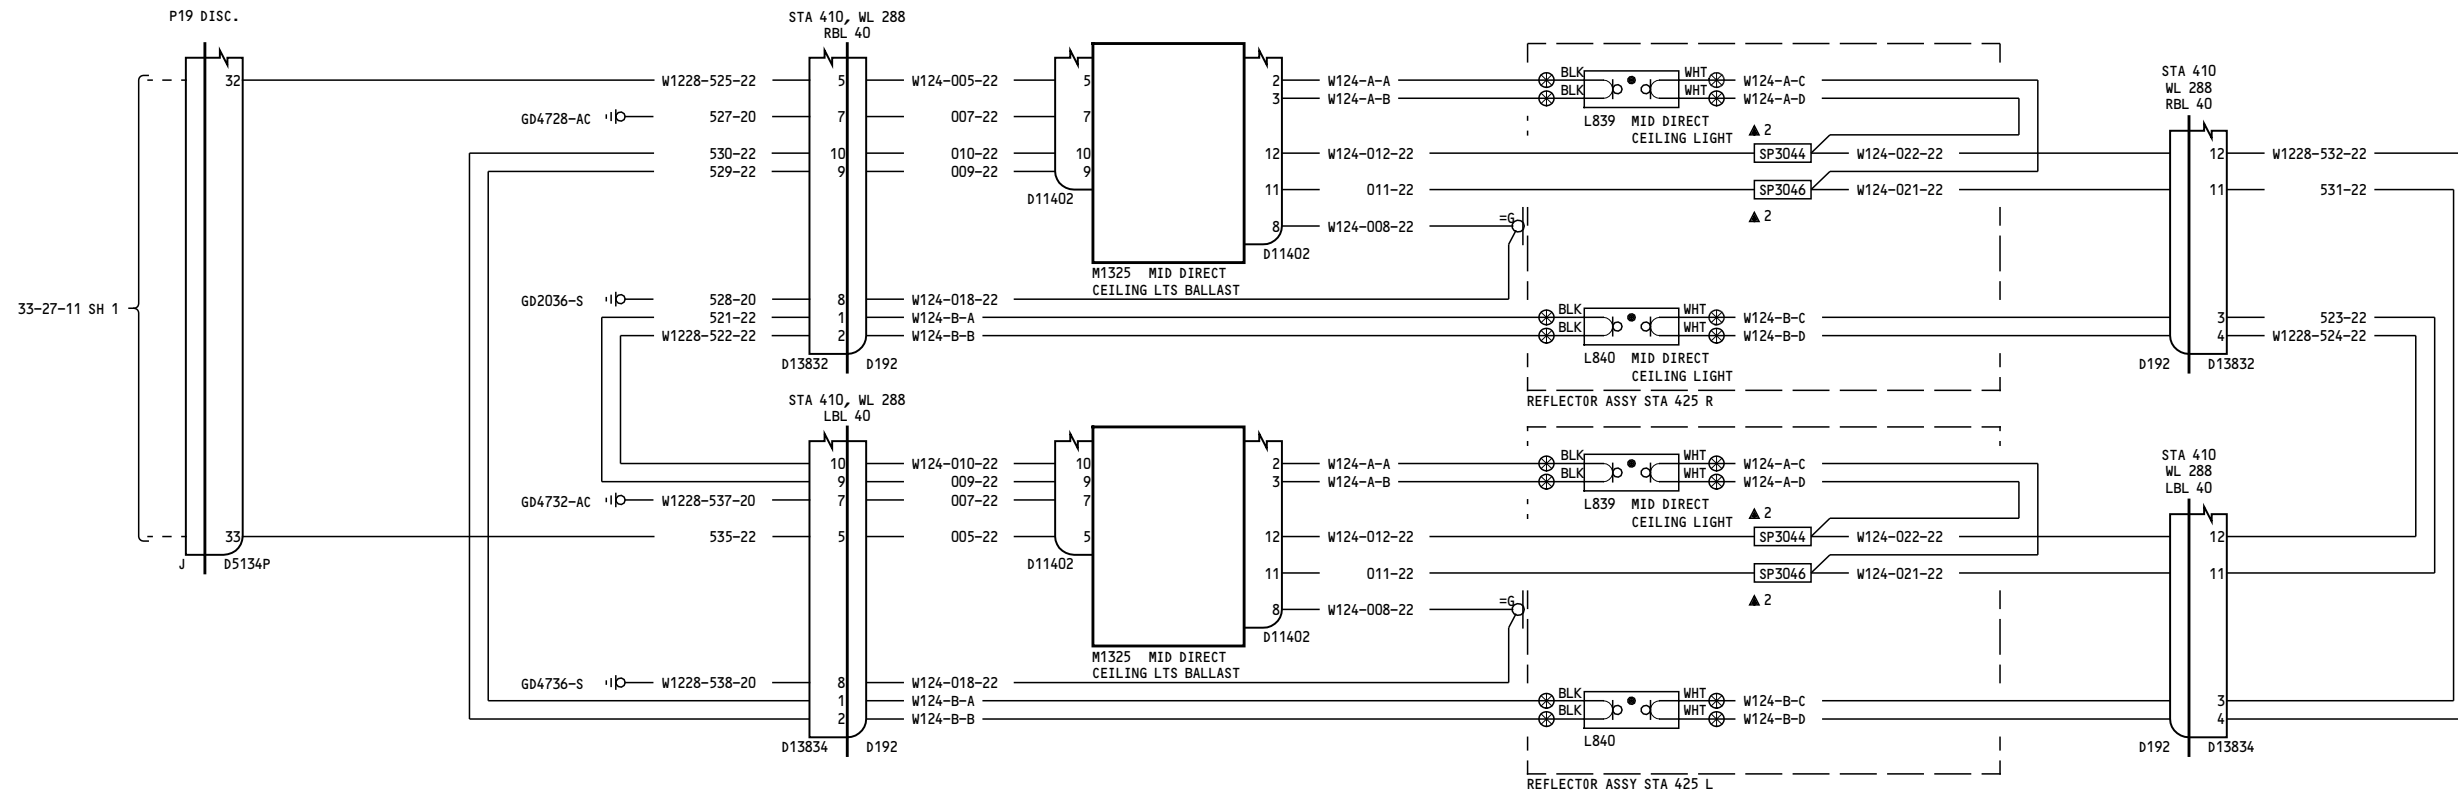 P19 DISC.
33-27-11 SH 1
32
33
J D5134P
STA 410, WL 288
RBL 40
W1228-525-22 5 W124-005-22 5
GD4728-AC 527-20 7 007-22 7
530-22 10 010-22 10
529-22 9 009-22 9
D11402
GD2036-S 528-20 8 W124-018-22
521-22 1 W124-B-A
W1228-522-22 2 W124-B-B
D13832 D192
M1325 MID DIRECT
CEILING LTS BALLAST
2 W124-A-A BLK WHT W124-A-C
3 W124-A-B BLK WHT W124-A-D
L839 MID DIRECT
CEILING LIGHT
2
12 W124-012-22 SP3044 W124-022-22
11 011-22 SP3046 W124-021-22
2
8 W124-008-22 =G
D11402
BLK WHT W124-B-C
BLK WHT W124-B-D
L840 MID DIRECT
CEILING LIGHT
REFLECTOR ASSY STA 425 R
STA 410
WL 288
RBL 40
12 W1228-532-22
11 531-22
3 523-22
4 W1228-524-22
D192 D13832
STA 410, WL 288
LBL 40
10 W124-010-22 10
9 009-22 9
GD4732-AC W1228-537-20 7 007-22 7
535-22 5 005-22 5
D11402
GD4736-S W1228-538-20 8 W124-018-22
1 W124-B-A
2 W124-B-B
D13834 D192
M1325 MID DIRECT
CEILING LTS BALLAST
2 W124-A-A BLK WHT W124-A-C
3 W124-A-B BLK WHT W124-A-D
L839 MID DIRECT
CEILING LIGHT
2
12 W124-012-22 SP3044 W124-022-22
11 011-22 SP3046 W124-021-22
2
8 W124-008-22 =G
D11402
BLK WHT W124-B-C
BLK WHT W124-B-D
L840
REFLECTOR ASSY STA 425 L
STA 410
WL 288
LBL 40
12
11
3
4
D192 D13834